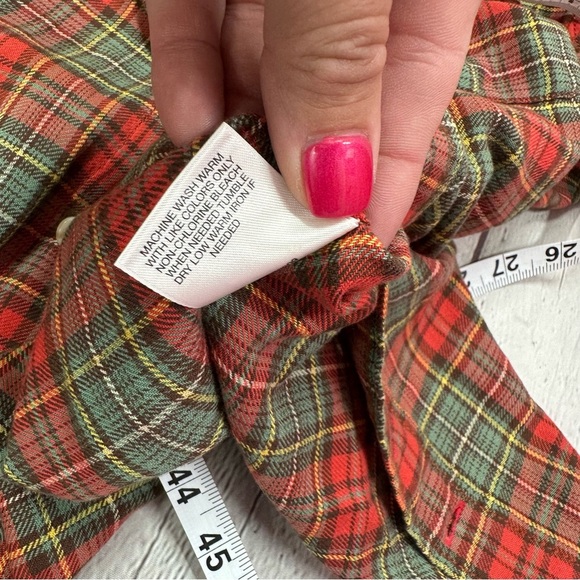 MACHINE WASH WARM
WITH LIKE COLORS ONLY
NON-CHLORINE BLEACH
WHEN NEEDED TUMBLE
DRY LOW WARM IRON IF
NEEDED
27 26
44
45